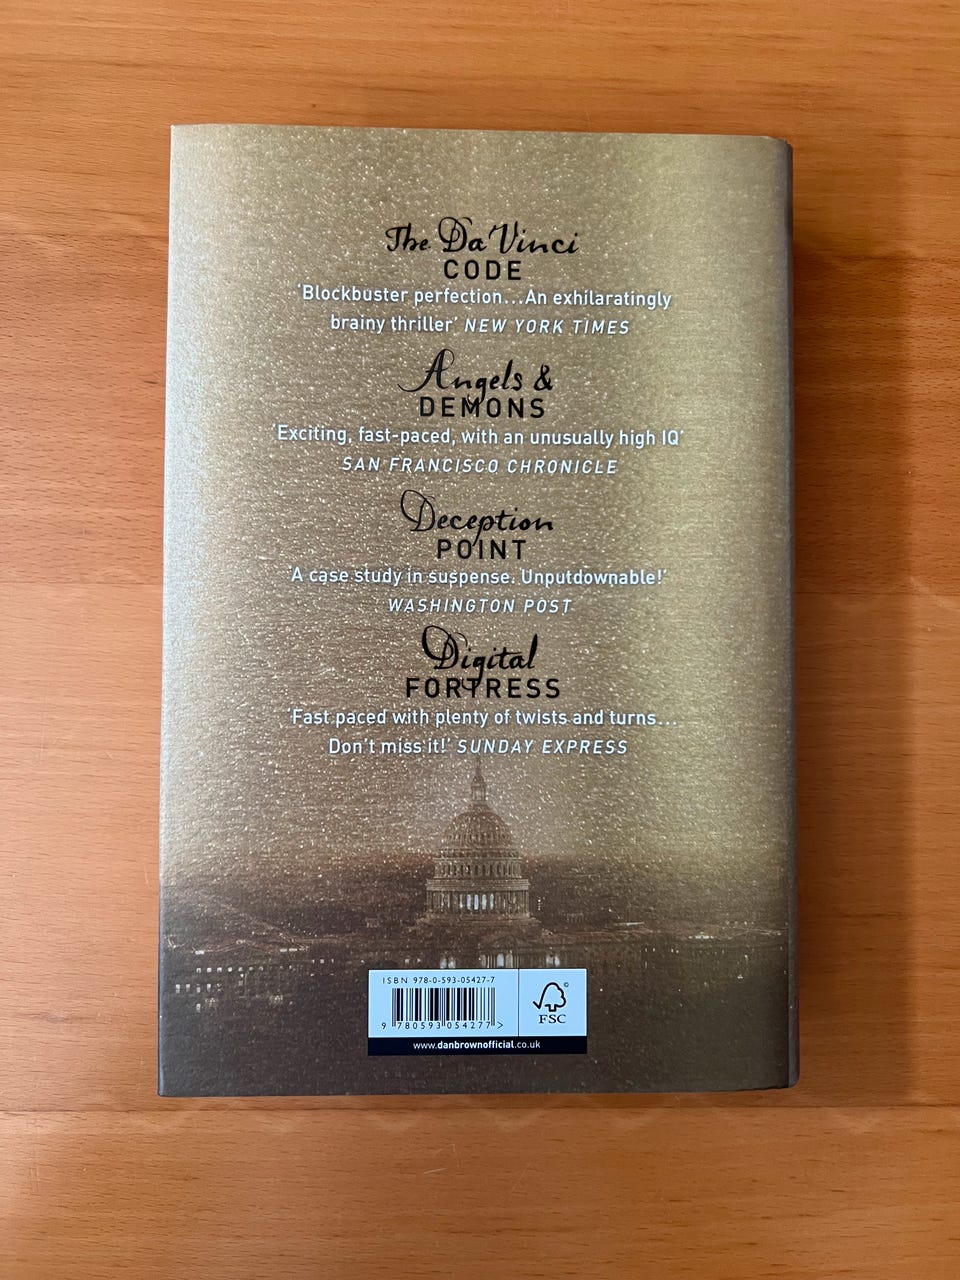 The Da Vinci
CODE
‘Blockbuster perfection...An exhilaratingly
brainy thriller’ NEW YORK TIMES
Angels &
DEMONS
‘Exciting, fast-paced, with an unusually high IQ’
SAN FRANCISCO CHRONICLE
Deception
POINT
‘A case study in suspense. Unputdownable!’
WASHINGTON POST
Digital
FORTRESS
‘Fast paced with plenty of twists and turns...
Don’t miss it!’ SUNDAY EXPRESS
ISBN 978-0-593-05427-7
9 780593 054277 >
©
FSC
www.danbrownofficial.co.uk